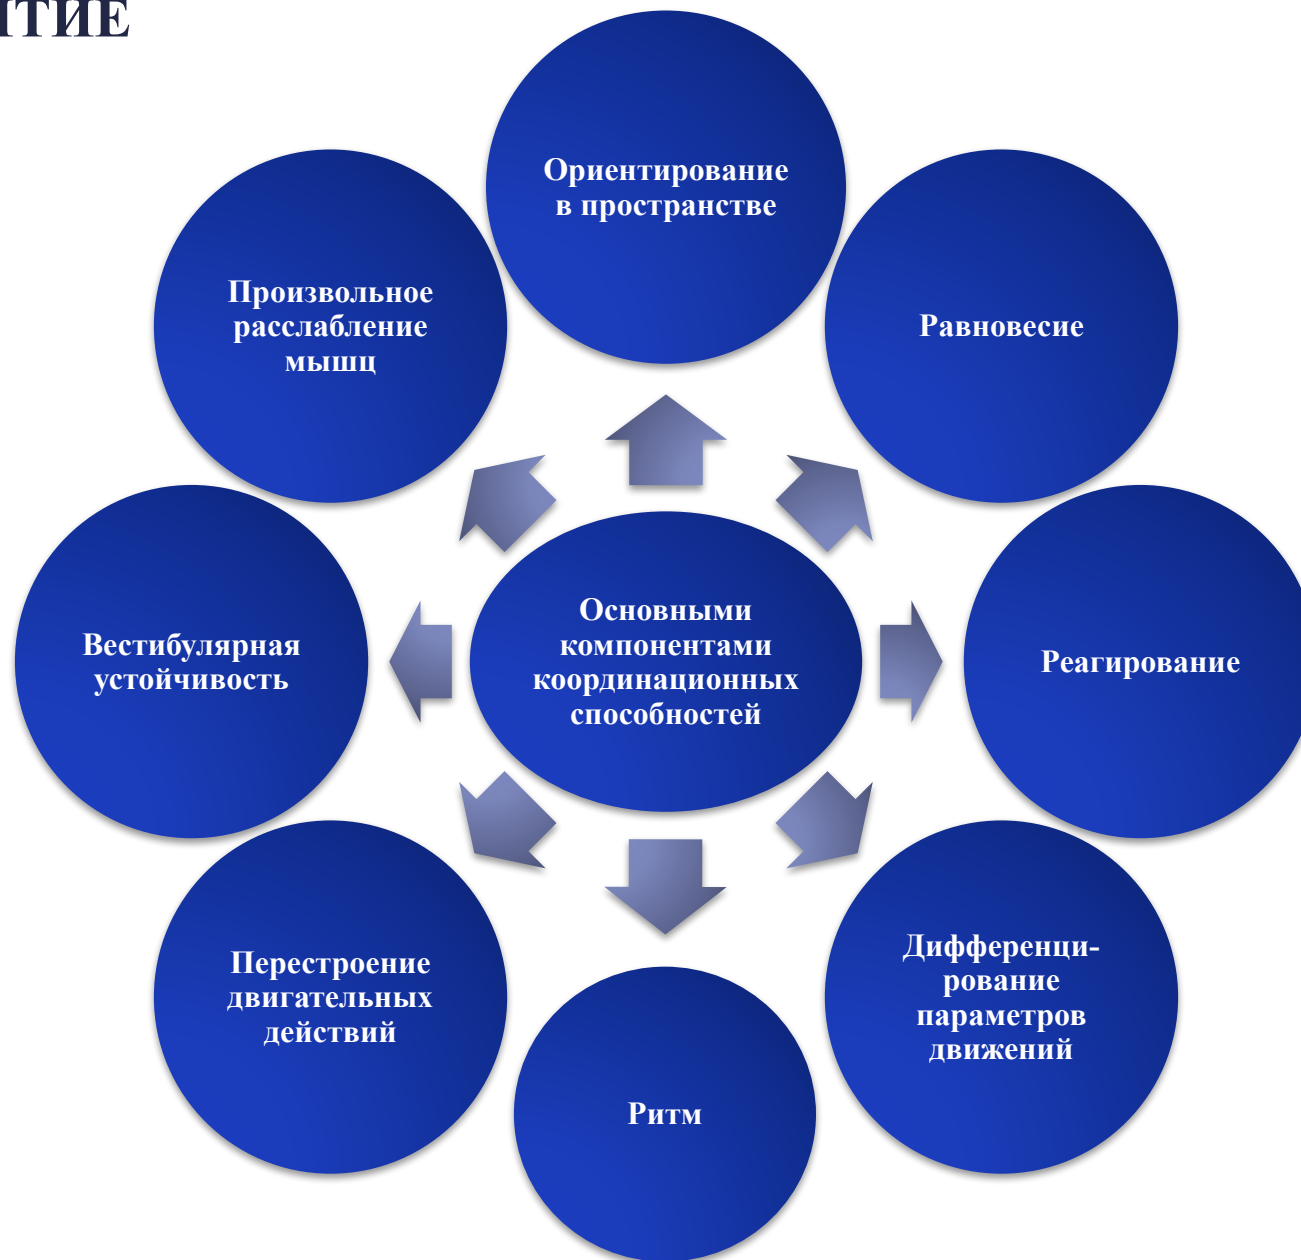 Ориентирование
в пространстве
Равновесие
Реагирование
Дифференци-
рование
параметров
движений
Ритм
Перестроение
двигательных
действий
Вестибулярная
устойчивость
Произвольное
расслабление
мышц
Основными
компонентами
координационных
способностей